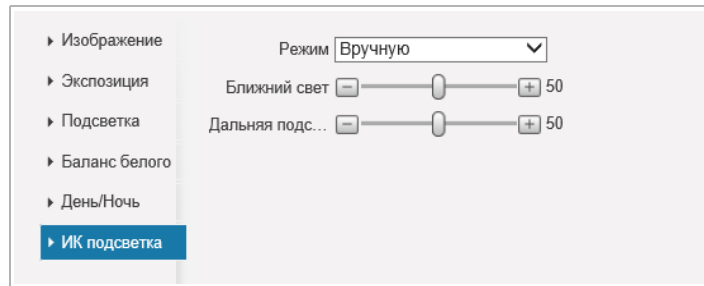 Изображение
Экспозиция
Подсветка
Баланс белого
День/Ночь
ИК подсветка
Режим Вручную
Ближний свет 50
Дальняя подс... 50